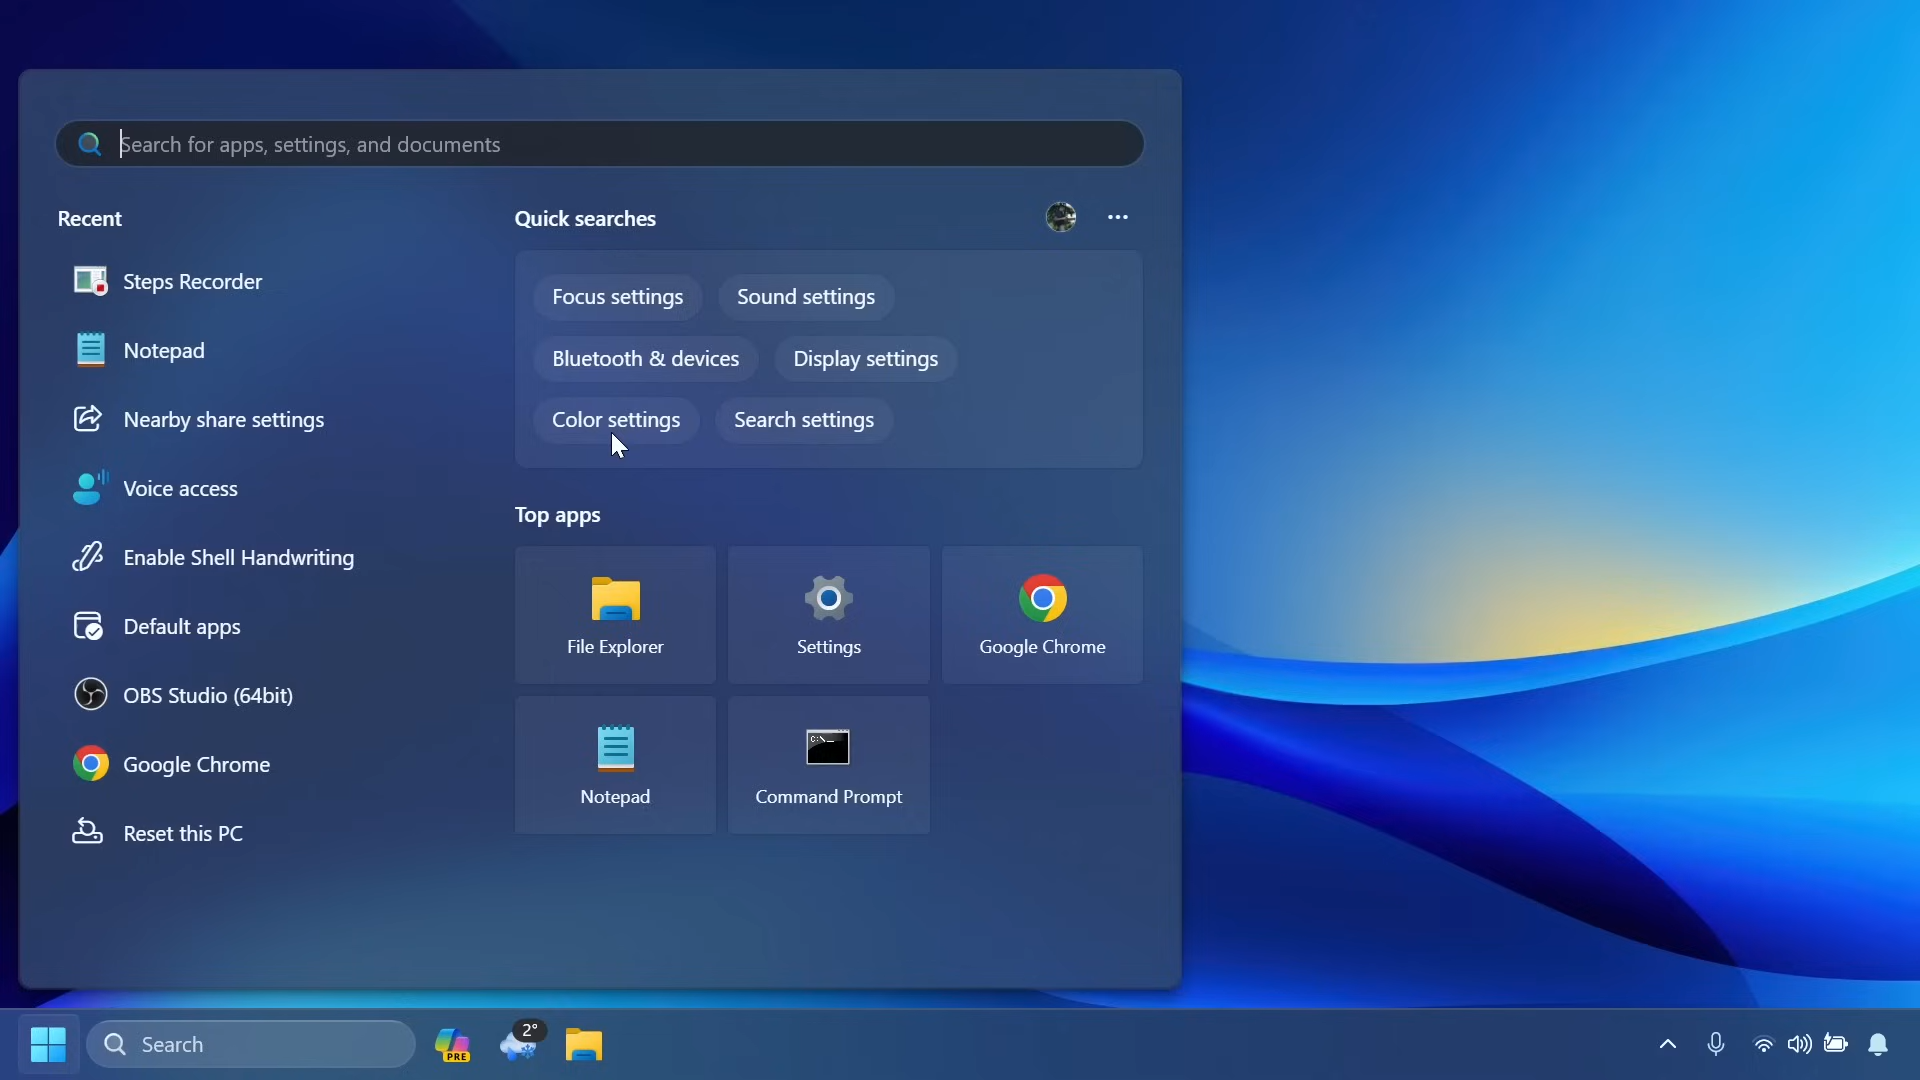 Search for apps, settings, and documents
Recent
Steps Recorder
Notepad
Nearby share settings
Voice access
Enable Shell Handwriting
Default apps
OBS Studio (64bit)
Google Chrome
Reset this PC
Quick searches
Focus settings
Sound settings
Bluetooth & devices
Display settings
Color settings
Search settings
Top apps
File Explorer
Settings
Google Chrome
C:\_
Notepad
Command Prompt
Search
PRE
2°